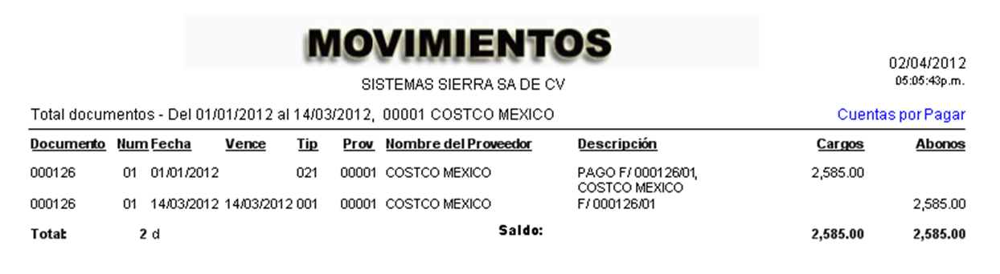 MOVIMIENTOS
02/04/2012
SISTEMAS SIERRA SA DE CV 05:05:43p.m.
Total documentos - Del 01/01/2012 al 14/03/2012, 00001 COSTCO MEXICO Cuentas por Pagar
Documento Num Fecha Vence Tip Prov Nombre del Proveedor Descripción Cargos Abonos
000126 01 01/01/2012 021 00001 COSTCO MEXICO PAGO F/ 000126/01, 2,585.00
COSTCO MEXICO
000126 01 14/03/2012 14/03/2012 001 00001 COSTCO MEXICO F/ 000126/01 2,585.00
Total: 2 d Saldo: 2,585.00 2,585.00